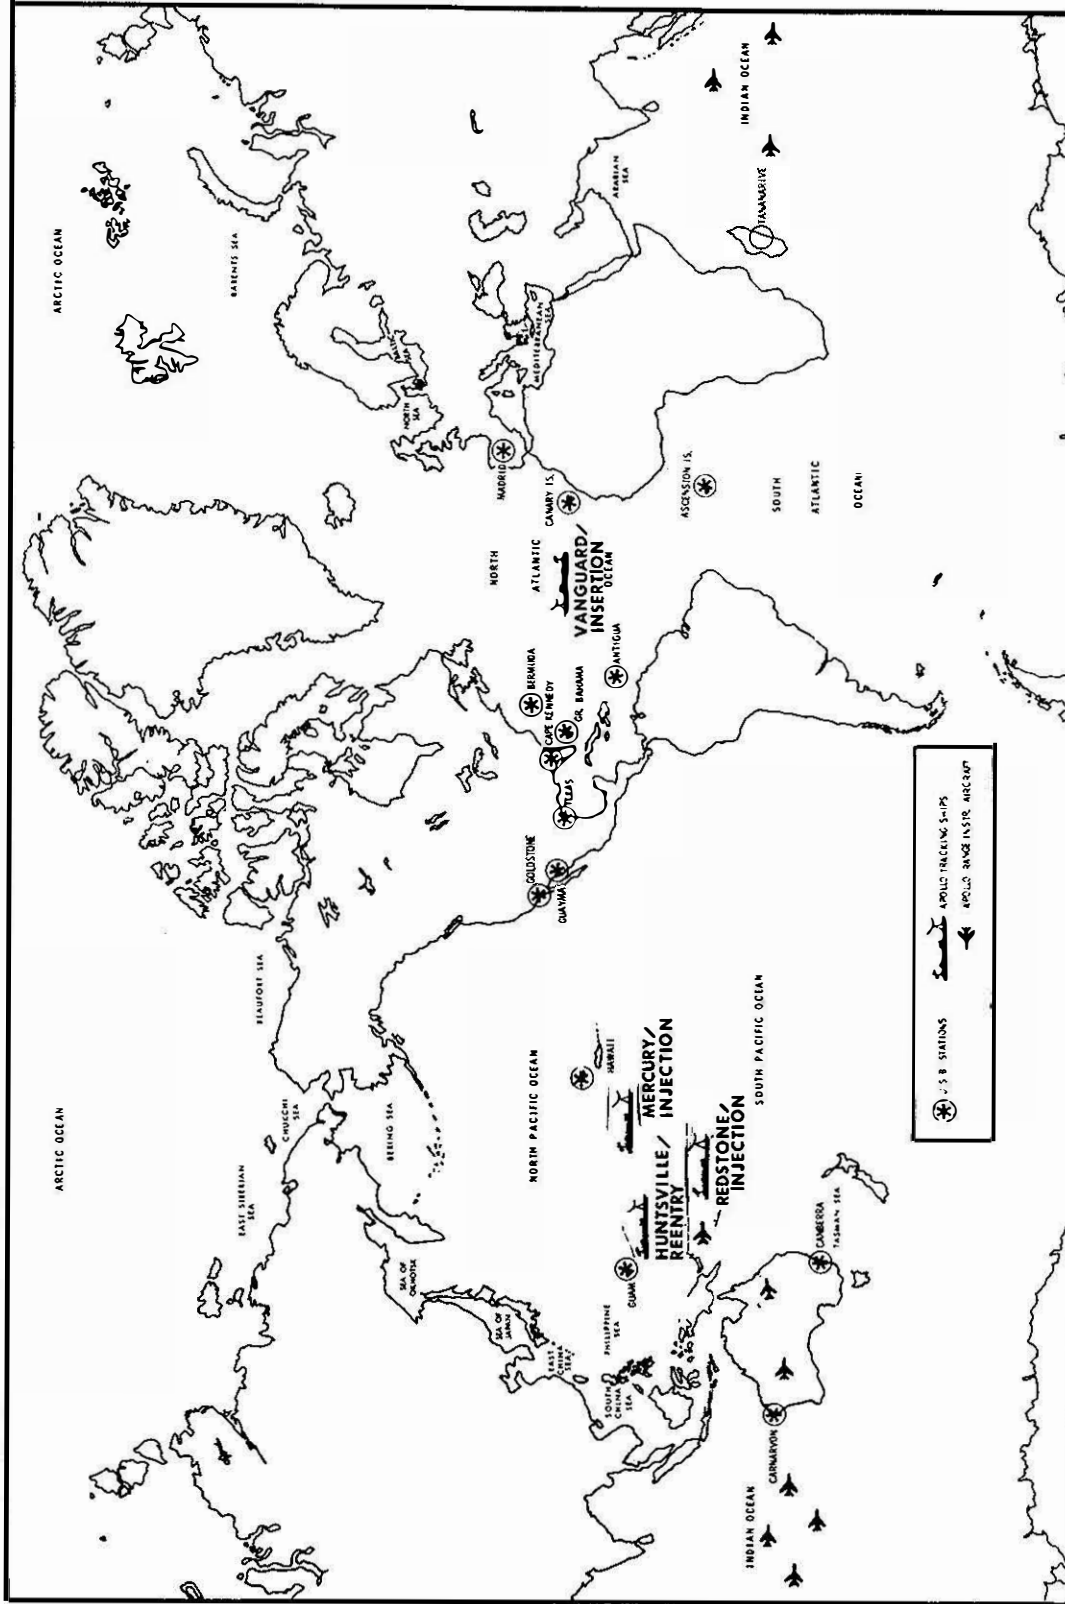 ARCTIC OCEAN
ARCTIC OCEAN
EAST SIBERIAN
SEA
CHUCCHI
SEA
BEAUFORT SEA
BARENTS SEA
BERING SEA
SEA OF
OKHOTSK
SEA OF
JAPAN
EAST
CHINA
SEA
NORTH
SEA
BALTIC
SEA
MADRID
MEDITERRANEAN
SEA
NORTH
ATLANTIC
OCEAN
NORTH PACIFIC OCEAN
GOLDSTONE
GUAYMAS
TEXAS
CAPE KENNEDY
BERMUDA
GR. BAHAMA
ANTIGUA
CANARY IS.
VANGUARD/
INSERTION
ARABIAN
SEA
PHILIPPINE
SEA
SOUTH
CHINA
SEA
GUAM
HAWAII
MERCURY/
INJECTION
HUNTSVILLE/
REENTRY
REDSTONE/
INJECTION
ASCENSION IS.
SOUTH
ATLANTIC
OCEAN
INDIAN OCEAN
TANANARIVE
SOUTH PACIFIC OCEAN
INDIAN OCEAN
CARNARVON
CANBERRA
TASMAN SEA
U S B STATIONS
APOLLO TRACKING SHIPS
APOLLO RANGE INSTR. AIRCRAFT